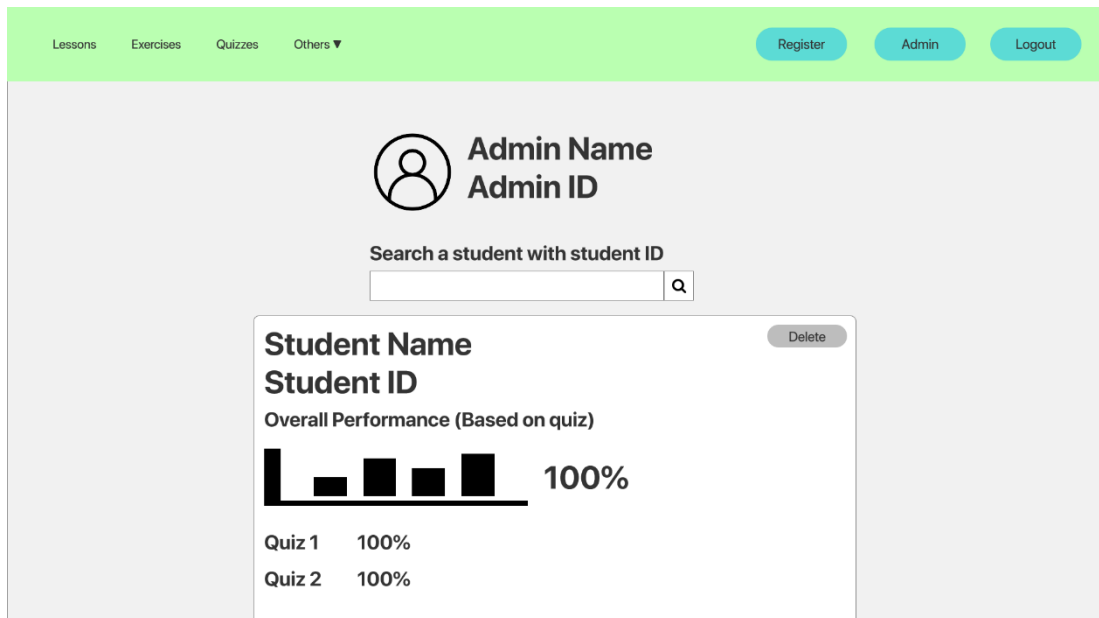 Lessons Exercises Quizzes Others ▼ Register Admin Logout
Admin Name
Admin ID
Search a student with student ID
Student Name Delete
Student ID
Overall Performance (Based on quiz)
100%
Quiz 1 100%
Quiz 2 100%